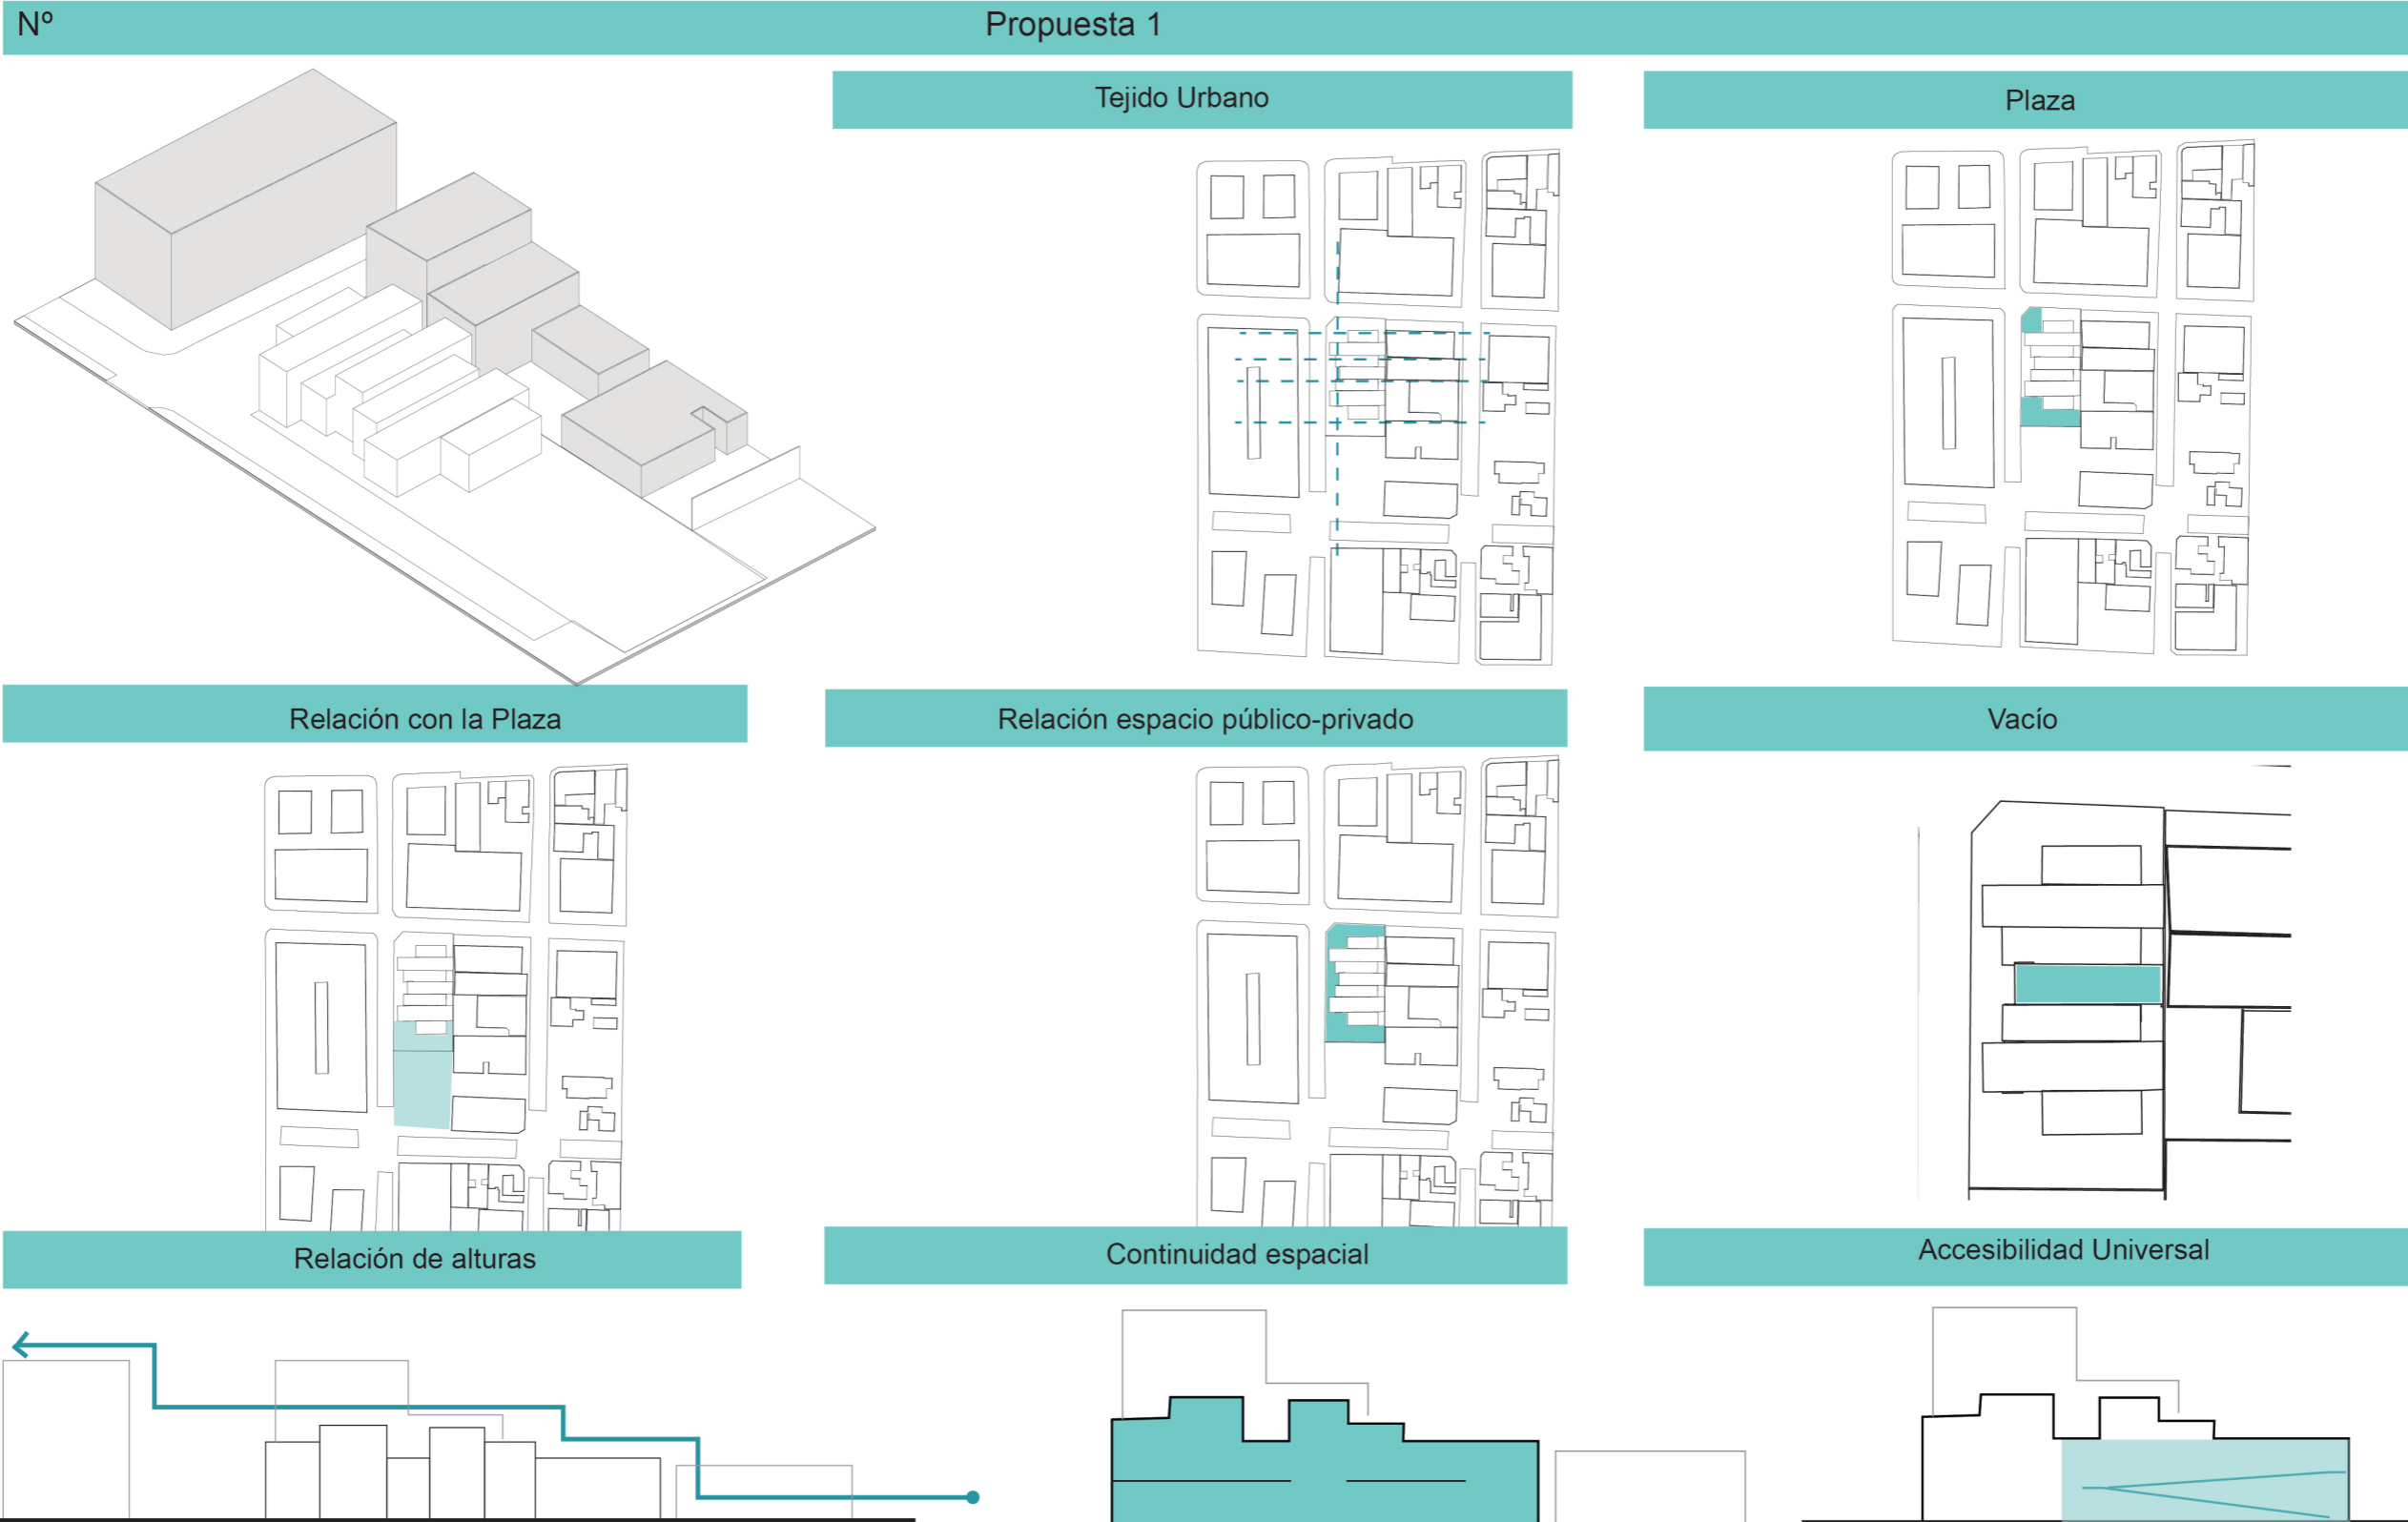 Nº
Propuesta 1
Tejido Urbano
Plaza
Relación con la Plaza
Relación espacio público-privado
Vacío
Relación de alturas
Continuidad espacial
Accesibilidad Universal